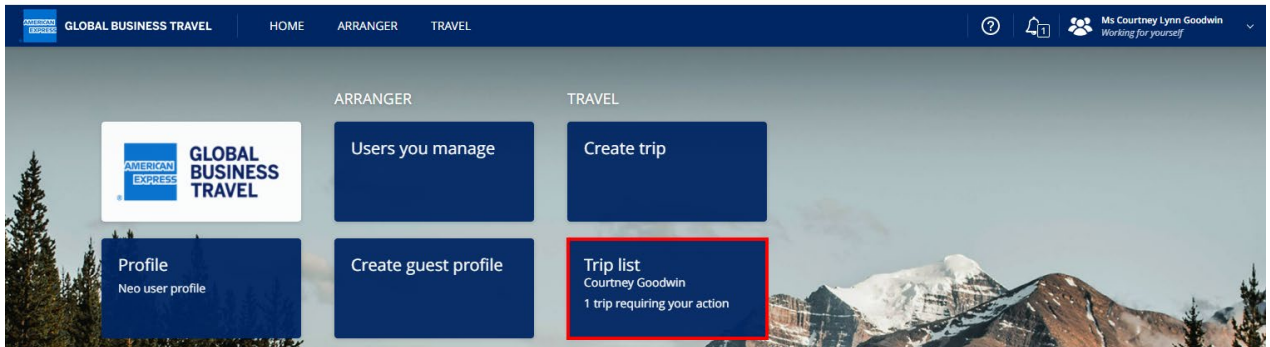 AMERICAN
EXPRESS
GLOBAL BUSINESS TRAVEL
HOME
ARRANGER
TRAVEL
?
1
Ms Courtney Lynn Goodwin
Working for yourself
ARRANGER
TRAVEL
AMERICAN
EXPRESS
®
GLOBAL
BUSINESS
TRAVEL
Users you manage
Create trip
Profile
Neo user profile
Create guest profile
Trip list
Courtney Goodwin
1 trip requiring your action